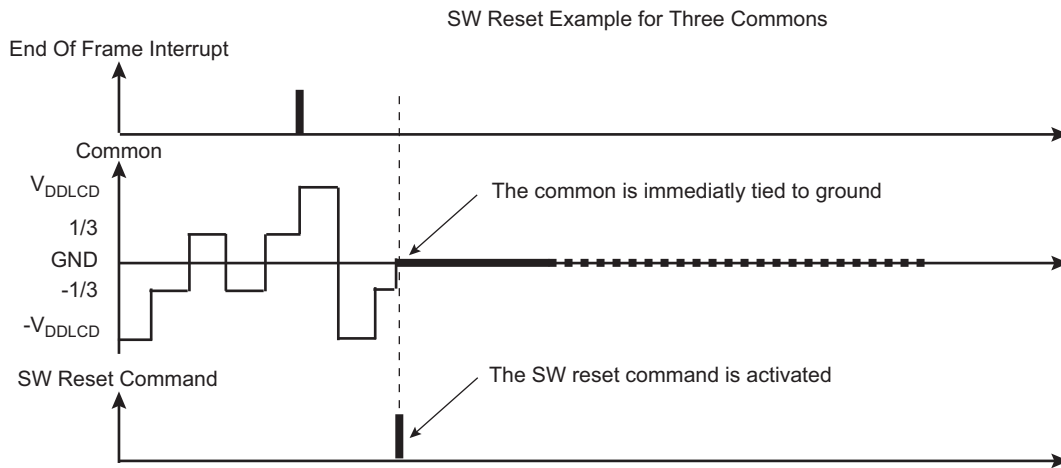 SW Reset Example for Three Commons
End Of Frame Interrupt
Common
VDDLCD
1/3
GND
-1/3
-VDDLCD
The common is immediatly tied to ground
SW Reset Command
The SW reset command is activated